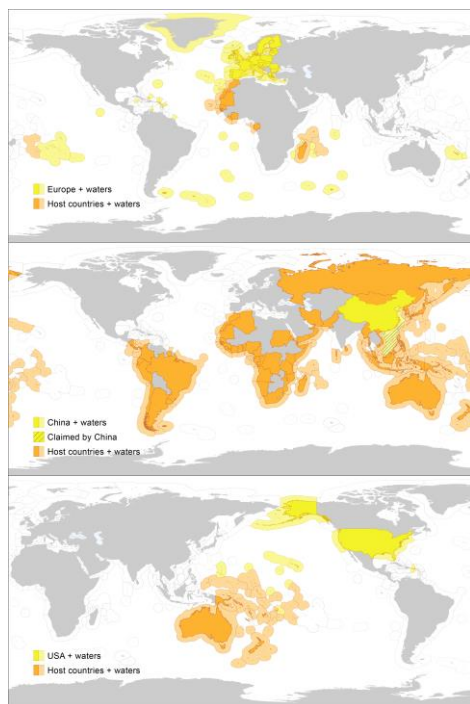 Europe + waters
Host countries + waters
China + waters
Claimed by China
Host countries + waters
USA + waters
Host countries + waters